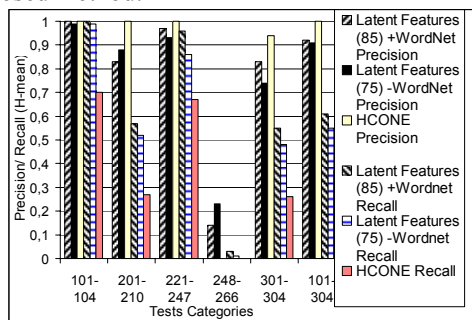 1
0,9
0,8
0,7
0,6
0,5
0,4
0,3
0,2
0,1
0
Precision/ Recall (H-mean)
101-
104
201-
210
221-
247
248-
266
301-
304
101-
304
Tests Categories
Latent Features
(85) +WordNet
Precision
Latent Features
(75) -WordNet
Precision
HCONE
Precision
Latent Features
(85) +Wordnet
Recall
Latent Features
(75) -Wordnet
Recall
HCONE Recall